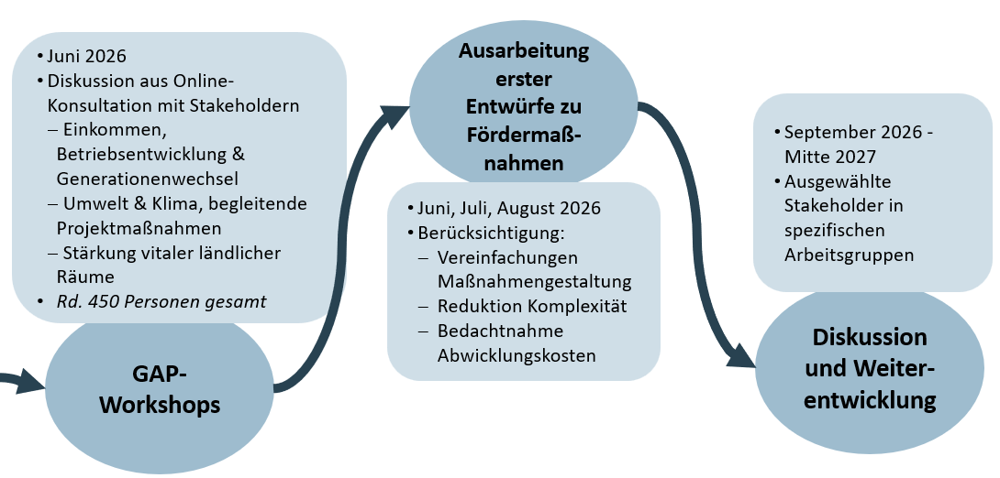 • Juni 2026
• Diskussion aus Online-
Konsultation mit Stakeholdern
– Einkommen,
Betriebsentwicklung &
Generationenwechsel
– Umwelt & Klima, begleitende
Projektmaßnahmen
– Stärkung vitaler ländlicher
Räume
• Rd. 450 Personen gesamt
GAP-
Workshops
Ausarbeitung
erster
Entwürfe zu
Fördermaß-
nahmen
• Juni, Juli, August 2026
• Berücksichtigung:
– Vereinfachungen
Maßnahmengestaltung
– Reduktion Komplexität
– Bedachtnahme
Abwicklungskosten
• September 2026 -
Mitte 2027
• Ausgewählte
Stakeholder in
spezifischen
Arbeitsgruppen
Diskussion
und Weiter-
entwicklung